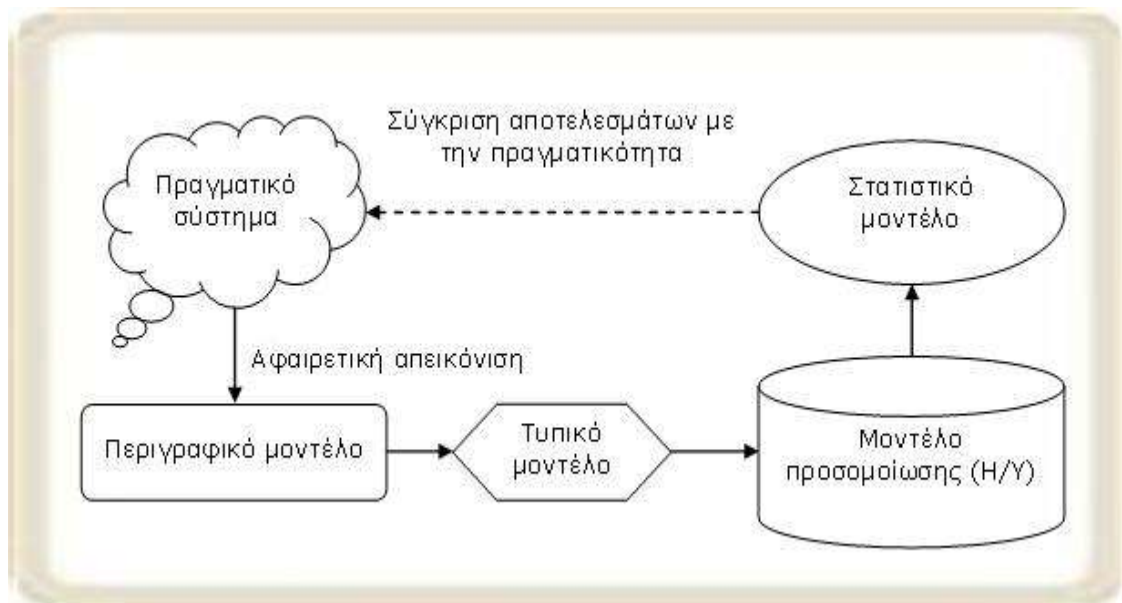 Σύγκριση αποτελεσμάτων με
την πραγματικότητα
Πραγματικό
σύστημα
Στατιστικό
μοντέλο
Αφαιρετική απεικόνιση
Περιγραφικό μοντέλο
Τυπικό
μοντέλο
Μοντέλο
προσομοίωσης (Η/Υ)